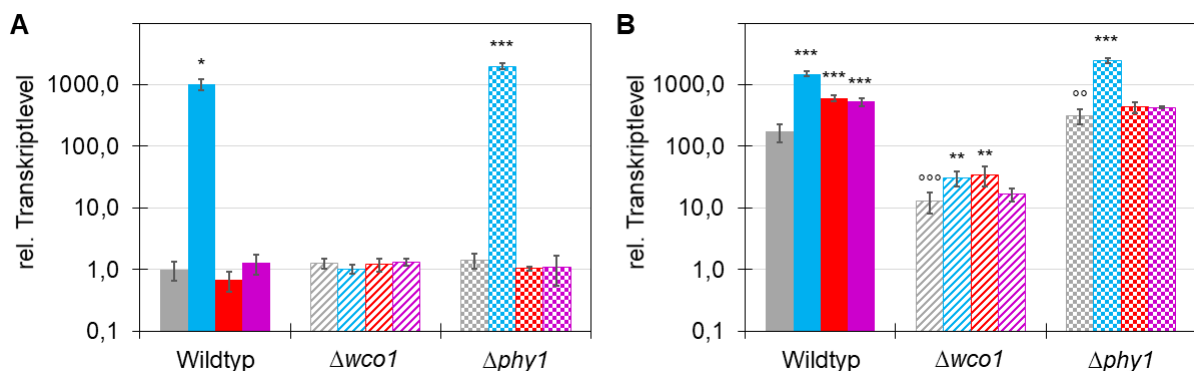 A
rel. Transkriptlevel
1000,0
100,0
10,0
1,0
0,1
*
***
Wildtyp
Δwco1
Δphy1
B
rel. Transkriptlevel
1000,0
100,0
10,0
1,0
0,1
***
***
***
°°°
**
**
°°
***
Wildtyp
Δwco1
Δphy1